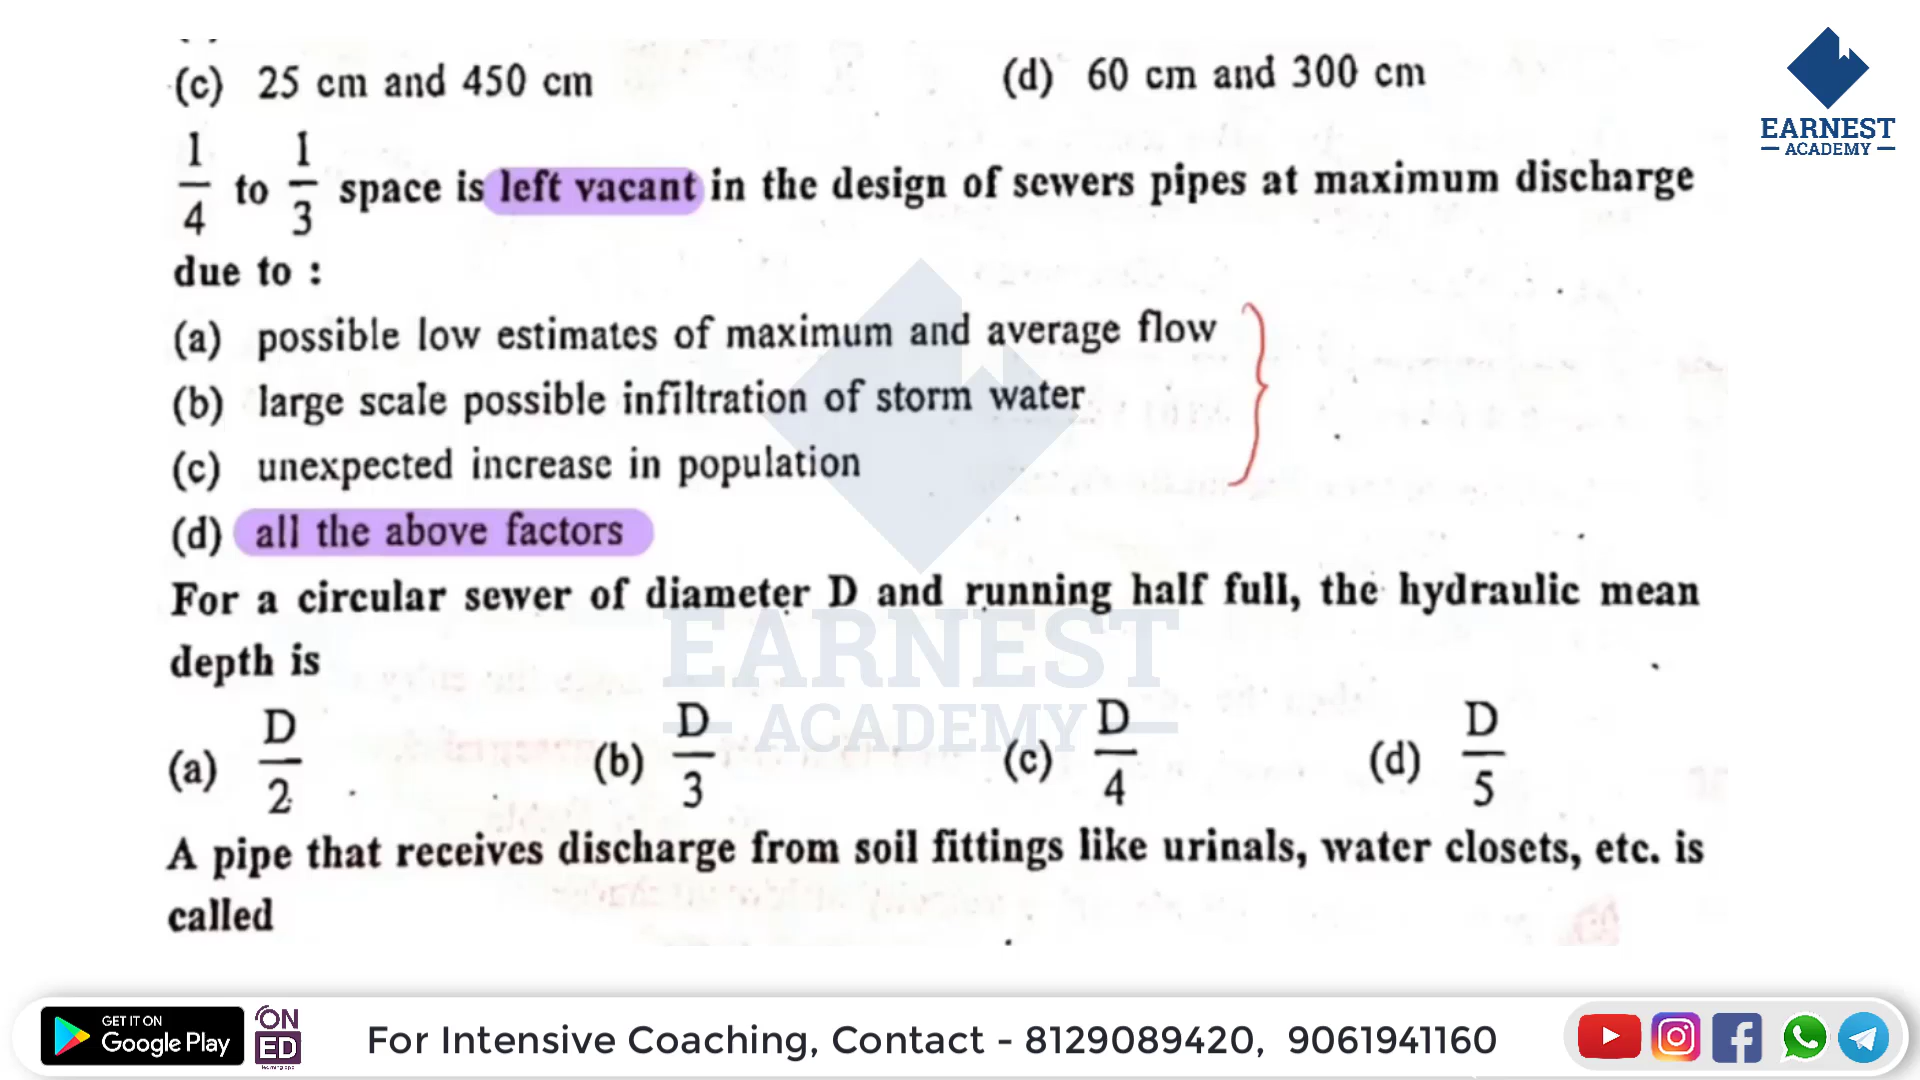 (c) 25 cm and 450 cm (d) 60 cm and 300 cm
1/4 to 1/3 space is left vacant in the design of sewers pipes at maximum discharge
due to :
(a) possible low estimates of maximum and average flow
(b) large scale possible infiltration of storm water
(c) unexpected increase in population
(d) all the above factors
For a circular sewer of diameter D and running half full, the hydraulic mean
depth is
(a) D/2 (b) D/3 (c) D/4 (d) D/5
A pipe that receives discharge from soil fittings like urinals, water closets, etc. is
called
EARNEST
ACADEMY
EARNEST
ACADEMY
GET IT ON
Google Play
ON
ED
For Intensive Coaching, Contact - 8129089420, 9061941160